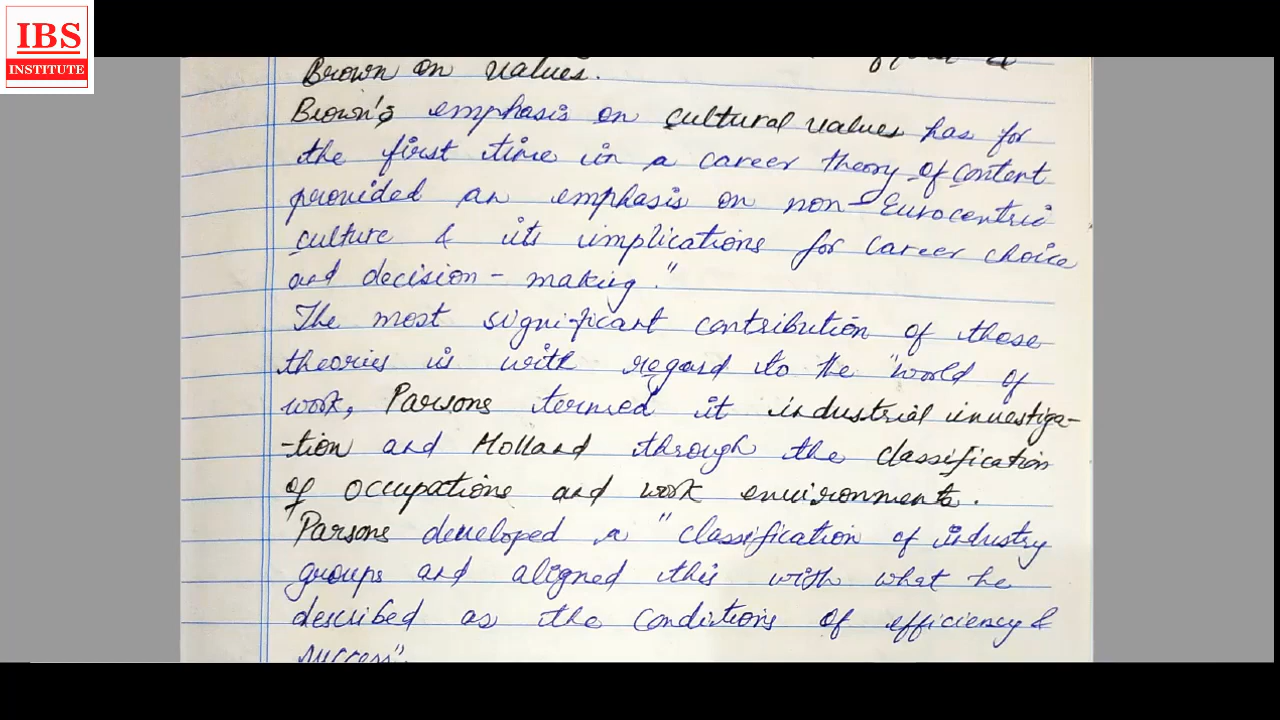 IBS
INSTITUTE
Brown on values.
Brown's emphasis on cultural values has for
the first time in a career theory of content
provided an emphasis on non-Eurocentric
culture & its implications for career choice
and decision - making."
The most significant contribution of those
theories is with regard to the "world of
work, Parsons termed it industrial investiga-
-tion and Holland through the classification
of occupations and work environments.
Parsons developed a "classification of industry
groups and aligned this with what he
described as the conditions of efficiency &
success".